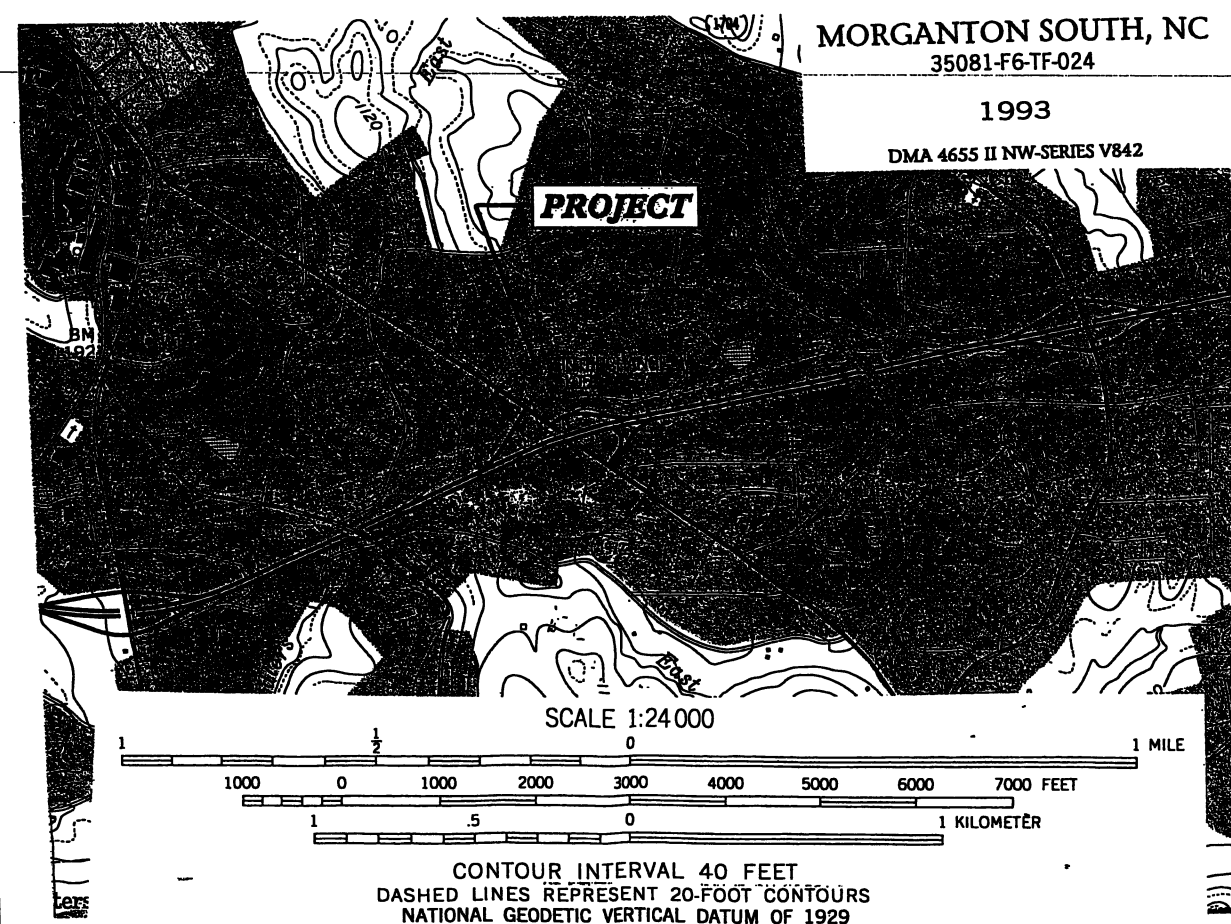 (1704)
MORGANTON SOUTH, NC
35081-F6-TF-024
1993
DMA 4655 II NW-SERIES V842
East
1120
PROJECT
BM
East
SCALE 1:24 000
1 1/2 0 1 MILE
1000 0 1000 2000 3000 4000 5000 6000 7000 FEET
1 .5 0 1 KILOMETER
CONTOUR INTERVAL 40 FEET
DASHED LINES REPRESENT 20-FOOT CONTOURS
NATIONAL GEODETIC VERTICAL DATUM OF 1929